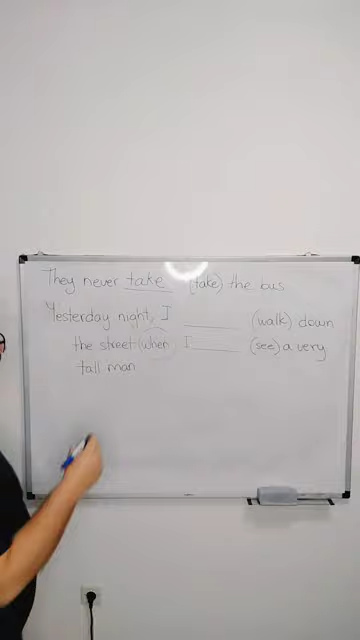 They never take (take) the bus
Yesterday night, I ______ (walk) down
the street (when) I ______ (see) a very
tall man